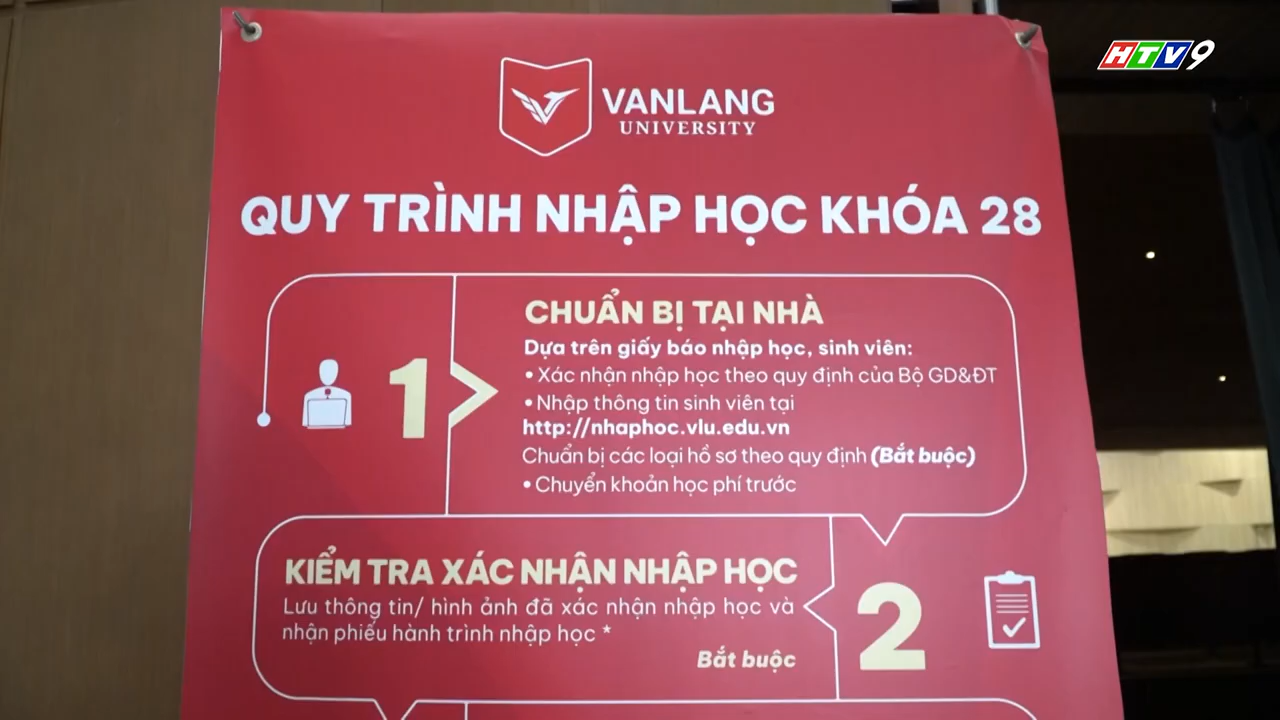 HTV9
VANLANG
UNIVERSITY
QUY TRÌNH NHẬP HỌC KHÓA 28
1
CHUẨN BỊ TẠI NHÀ
Dựa trên giấy báo nhập học, sinh viên:
• Xác nhận nhập học theo quy định của Bộ GD&ĐT
• Nhập thông tin sinh viên tại
http://nhaphoc.vlu.edu.vn
Chuẩn bị các loại hồ sơ theo quy định (Bắt buộc)
• Chuyển khoản học phí trước
KIỂM TRA XÁC NHẬN NHẬP HỌC
Lưu thông tin/ hình ảnh đã xác nhận nhập học và
nhận phiếu hành trình nhập học *
Bắt buộc
2